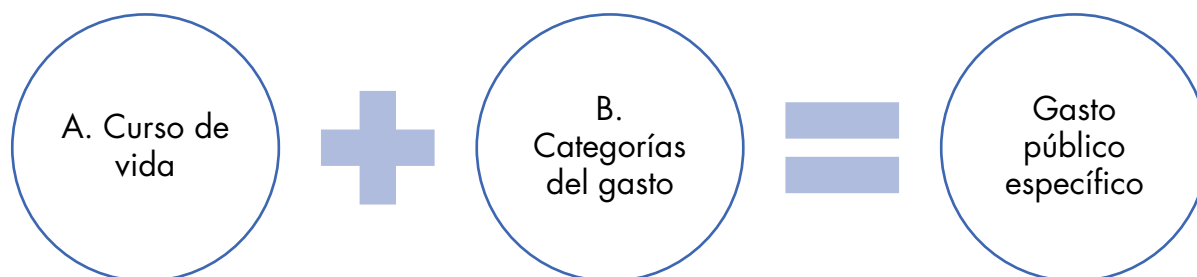 A. Curso de
vida
B.
Categorías
del gasto
Gasto
público
específico